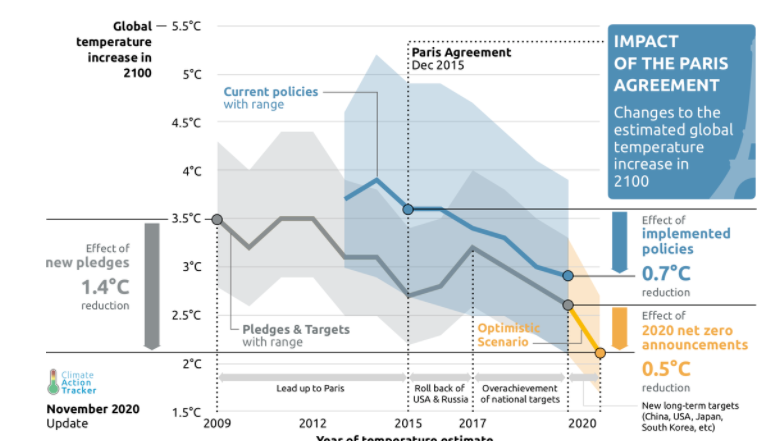 Global
temperature
increase in
2100
5.5°C
5°C
4.5°C
4°C
3.5°C
3°C
2.5°C
2°C
1.5°C
Paris Agreement
Dec 2015
Current policies
with range
IMPACT
OF THE PARIS
AGREEMENT
Changes to the
estimated global
temperature
increase in
2100
Effect of
new pledges
1.4°C
reduction
Effect of
implemented
policies
0.7°C
reduction
Pledges & Targets
with range
Optimistic
Scenario
Effect of
2020 net zero
announcements
0.5°C
reduction
Lead up to Paris
Roll back of
USA & Russia
Overachievement
of national targets
New long-term targets
(China, USA, Japan,
South Korea, etc)
Climate
Action
Tracker
November 2020
Update
2009
2012
2015
2017
2020
Year of temperature estimate